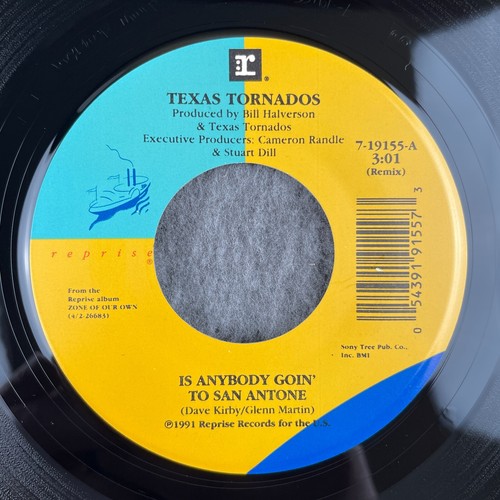 r
TEXAS TORNADOS
Produced by Bill Halverson
& Texas Tornados
Executive Producers: Cameron Randle
& Stuart Dill
7-19155-A
3:01
(Remix)
reprise
From the
Reprise album
ZONE OF OUR OWN
(4/2-26683)
0 54391 91557 3
Sony Tree Pub. Co.,
Inc. BMI
IS ANYBODY GOIN'
TO SAN ANTONE
(Dave Kirby/Glenn Martin)
℗1991 Reprise Records for the U.S.